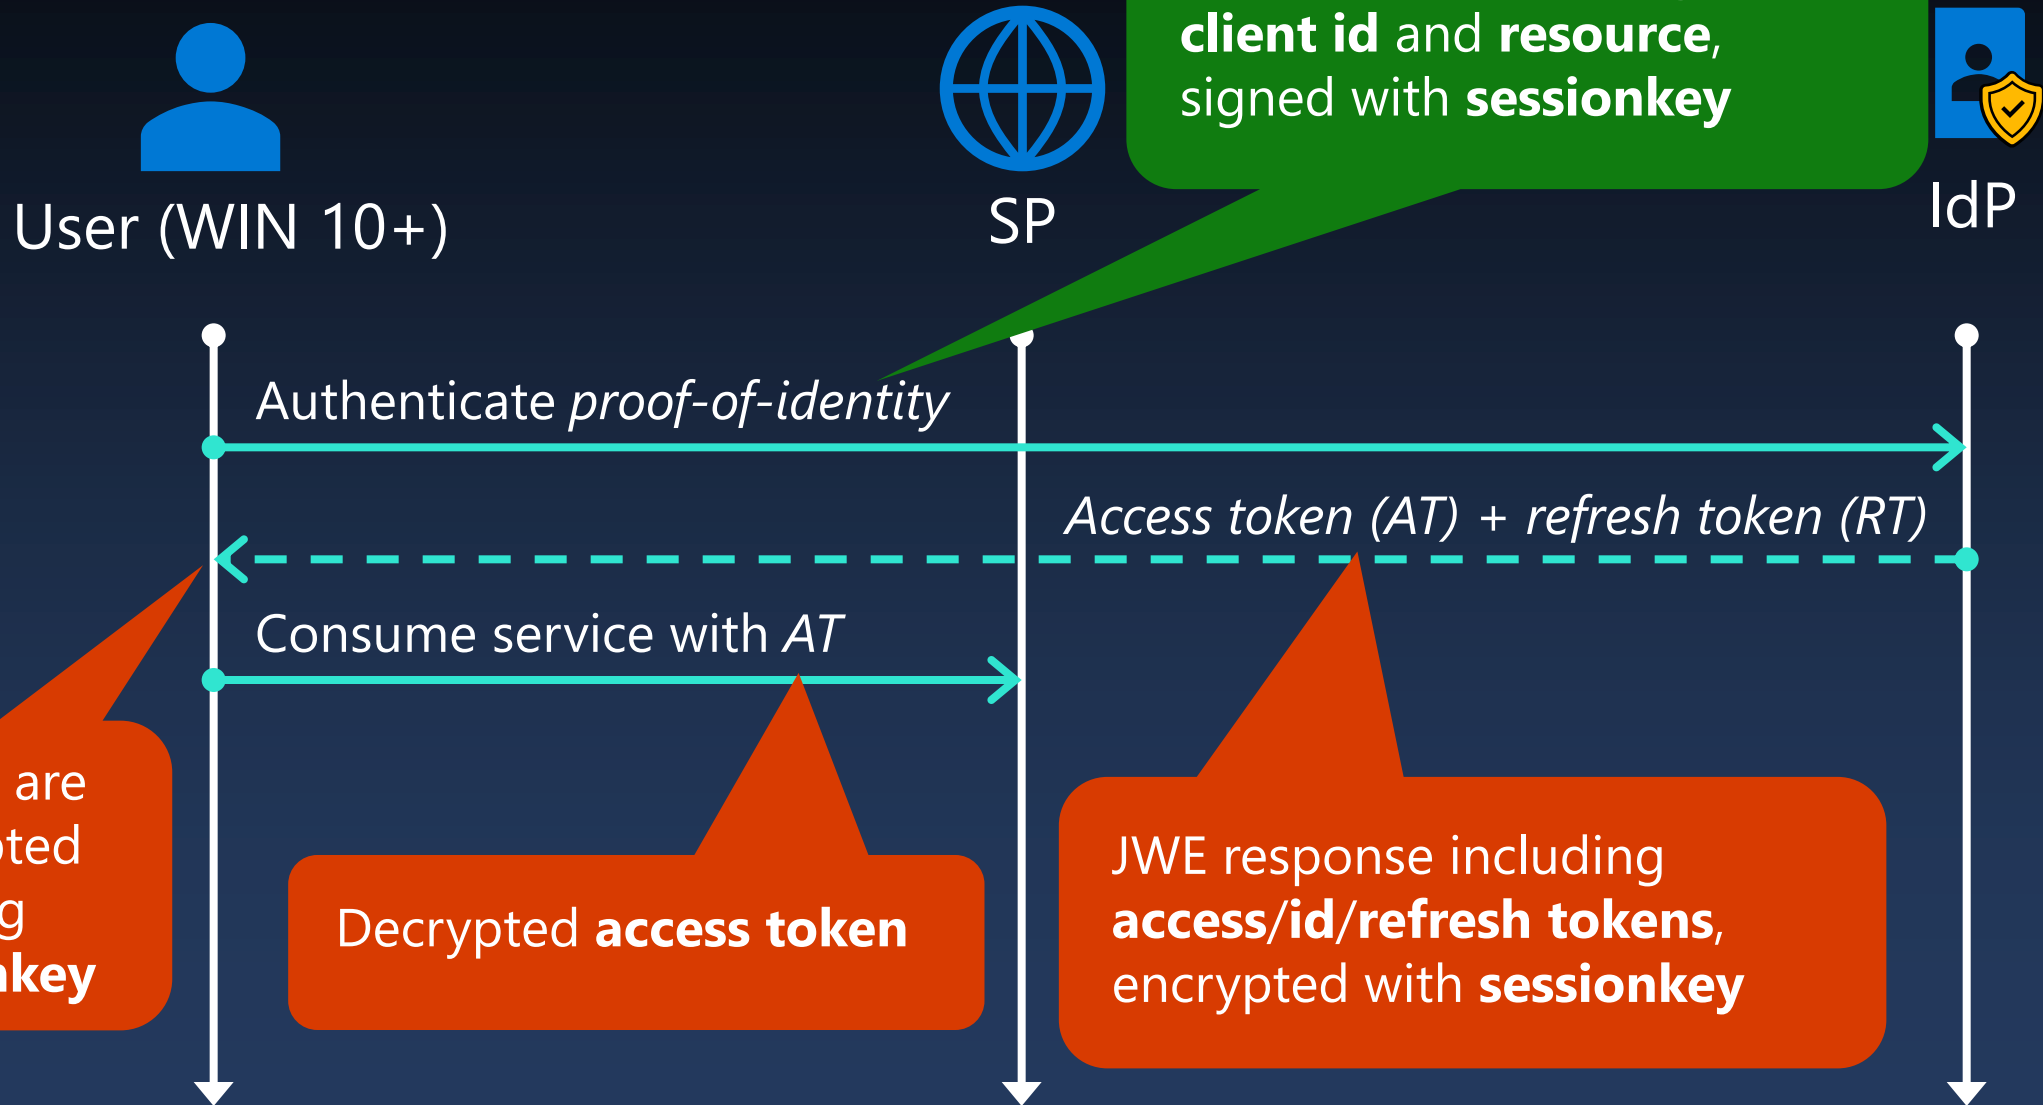 client id and resource,
signed with sessionkey
User (WIN 10+)
SP
IdP
Authenticate proof-of-identity
Access token (AT) + refresh token (RT)
Consume service with AT
are
Decrypted access token
JWE response including
access/id/refresh tokens,
encrypted with sessionkey